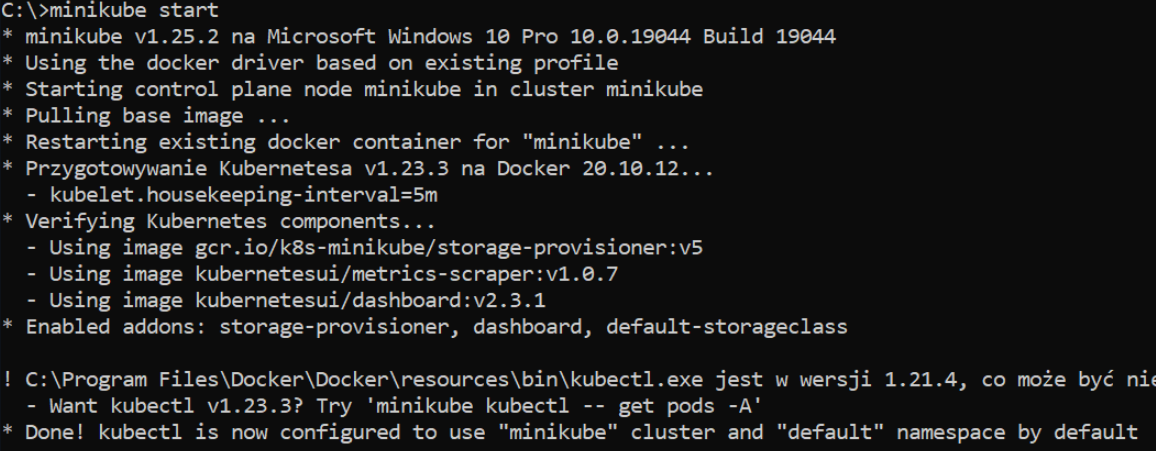 C:\>minikube start
* minikube v1.25.2 na Microsoft Windows 10 Pro 10.0.19044 Build 19044
* Using the docker driver based on existing profile
* Starting control plane node minikube in cluster minikube
* Pulling base image ...
* Restarting existing docker container for "minikube" ...
* Przygotowywanie Kubernetesa v1.23.3 na Docker 20.10.12...
  - kubelet.housekeeping-interval=5m
* Verifying Kubernetes components...
  - Using image gcr.io/k8s-minikube/storage-provisioner:v5
  - Using image kubernetesui/metrics-scraper:v1.0.7
  - Using image kubernetesui/dashboard:v2.3.1
* Enabled addons: storage-provisioner, dashboard, default-storageclass
! C:\Program Files\Docker\Docker\resources\bin\kubectl.exe jest w wersji 1.21.4, co może być nie
  - Want kubectl v1.23.3? Try 'minikube kubectl -- get pods -A'
* Done! kubectl is now configured to use "minikube" cluster and "default" namespace by default